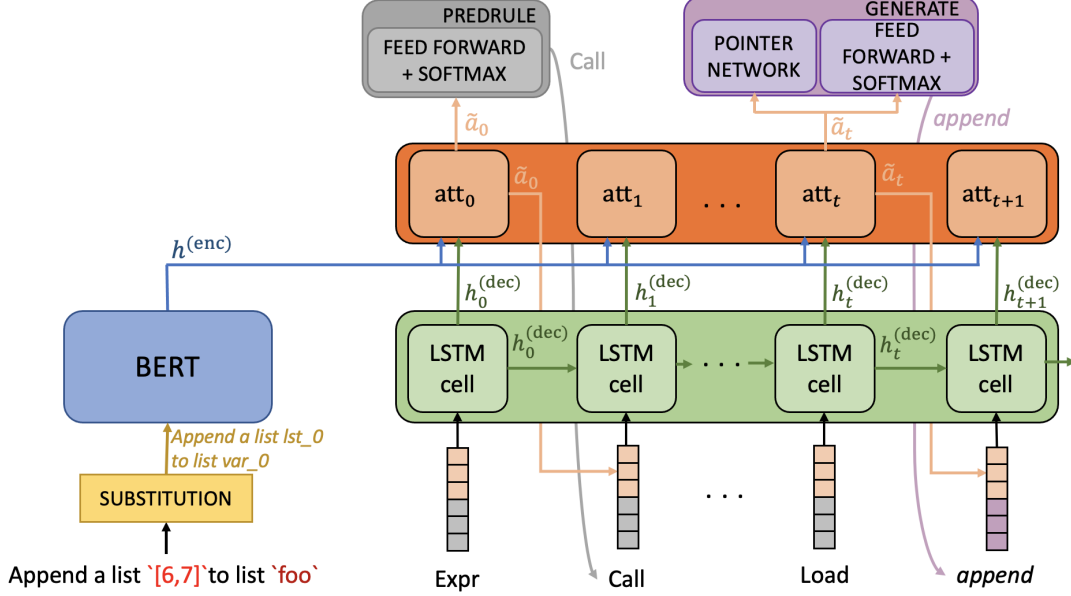 PREDRULE
FEED FORWARD
+ SOFTMAX
Call
GENERATE
POINTER
NETWORK
FEED
FORWARD +
SOFTMAX
append
ã₀
ãₜ
att₀
ã₀
att₁
. . .
attₜ
ãₜ
attₜ₊₁
h⁽ᵉⁿᶜ⁾
h₀⁽ᵈᵉᶜ⁾
h₁⁽ᵈᵉᶜ⁾
hₜ⁽ᵈᵉᶜ⁾
hₜ₊₁⁽ᵈᵉᶜ⁾
BERT
LSTM
cell
h₀⁽ᵈᵉᶜ⁾
LSTM
cell
. . .
LSTM
cell
hₜ⁽ᵈᵉᶜ⁾
LSTM
cell
Append a list lst_0
to list var_0
SUBSTITUTION
. . .
Append a list `[6,7]`to list `foo`
Expr
Call
Load
append